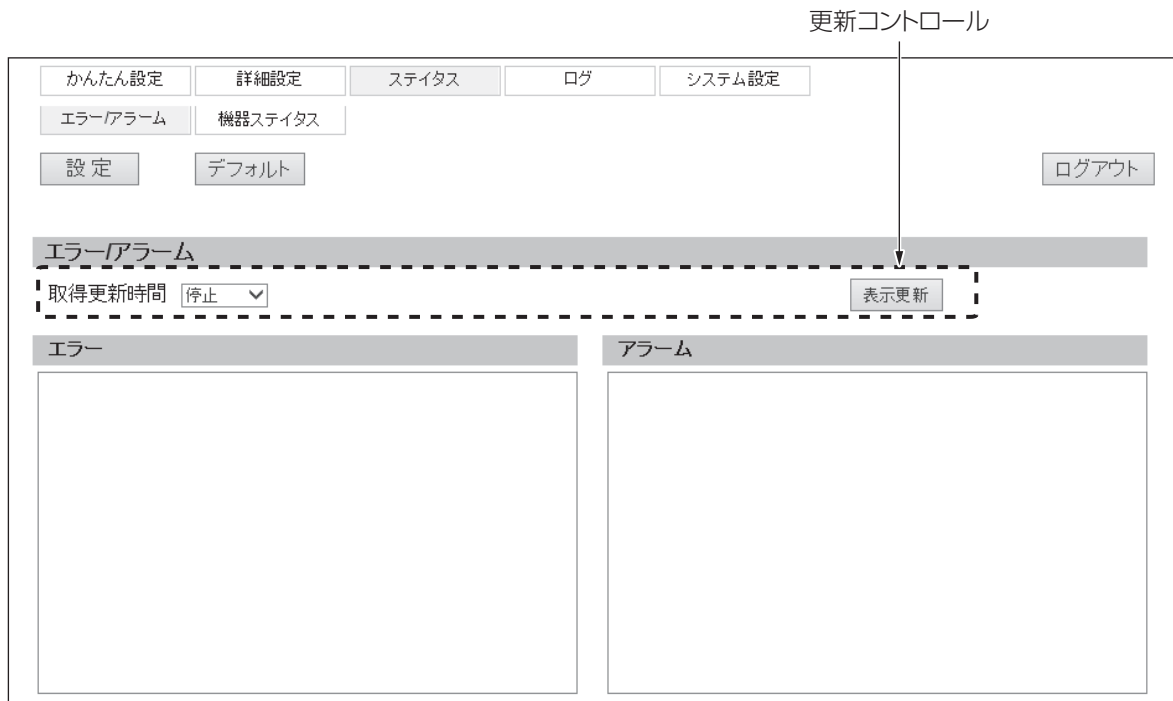 更新コントロール
かんたん設定 詳細設定 ステイタス ログ システム設定
エラー/アラーム 機器ステイタス
設定 デフォルト ログアウト
エラー/アラーム
取得更新時間 停止 表示更新
エラー アラーム